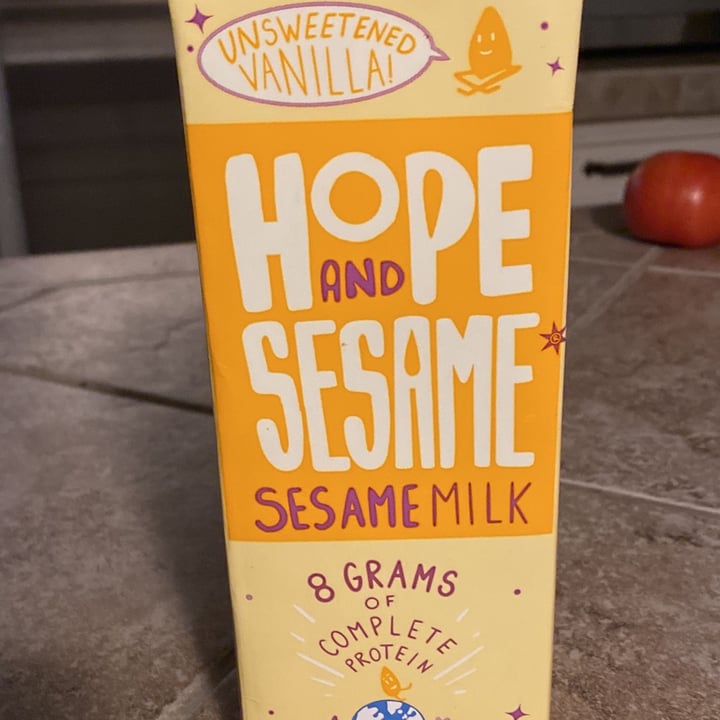 UNSWEETENED
VANILLA!
HOPE
AND
SESAME
SESAME MILK
8 GRAMS
OF
COMPLETE
PROTEIN